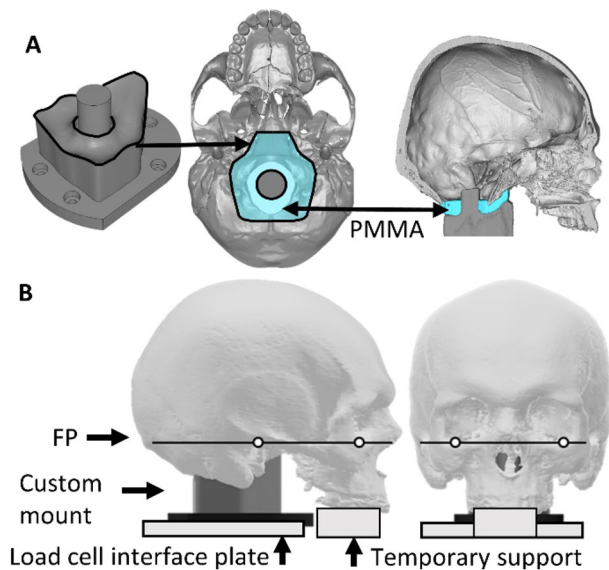 A
PMMA
B
FP
Custom
mount
Load cell interface plate
Temporary support